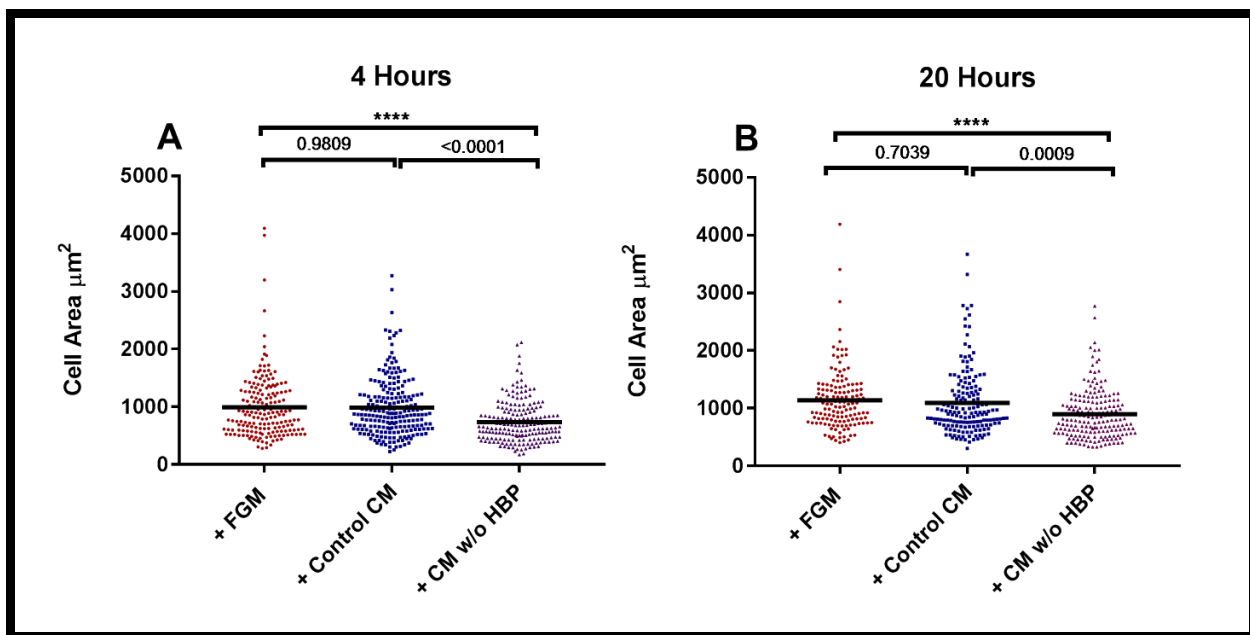 4 Hours
A
****
0.9809
<0.0001
5000
4000
3000
2000
1000
0
Cell Area μm²
+ FGM
+ Control CM
+ CM w/o HBP
20 Hours
B
****
0.7039
0.0009
5000
4000
3000
2000
1000
0
Cell Area μm²
+ FGM
+ Control CM
+ CM w/o HBP